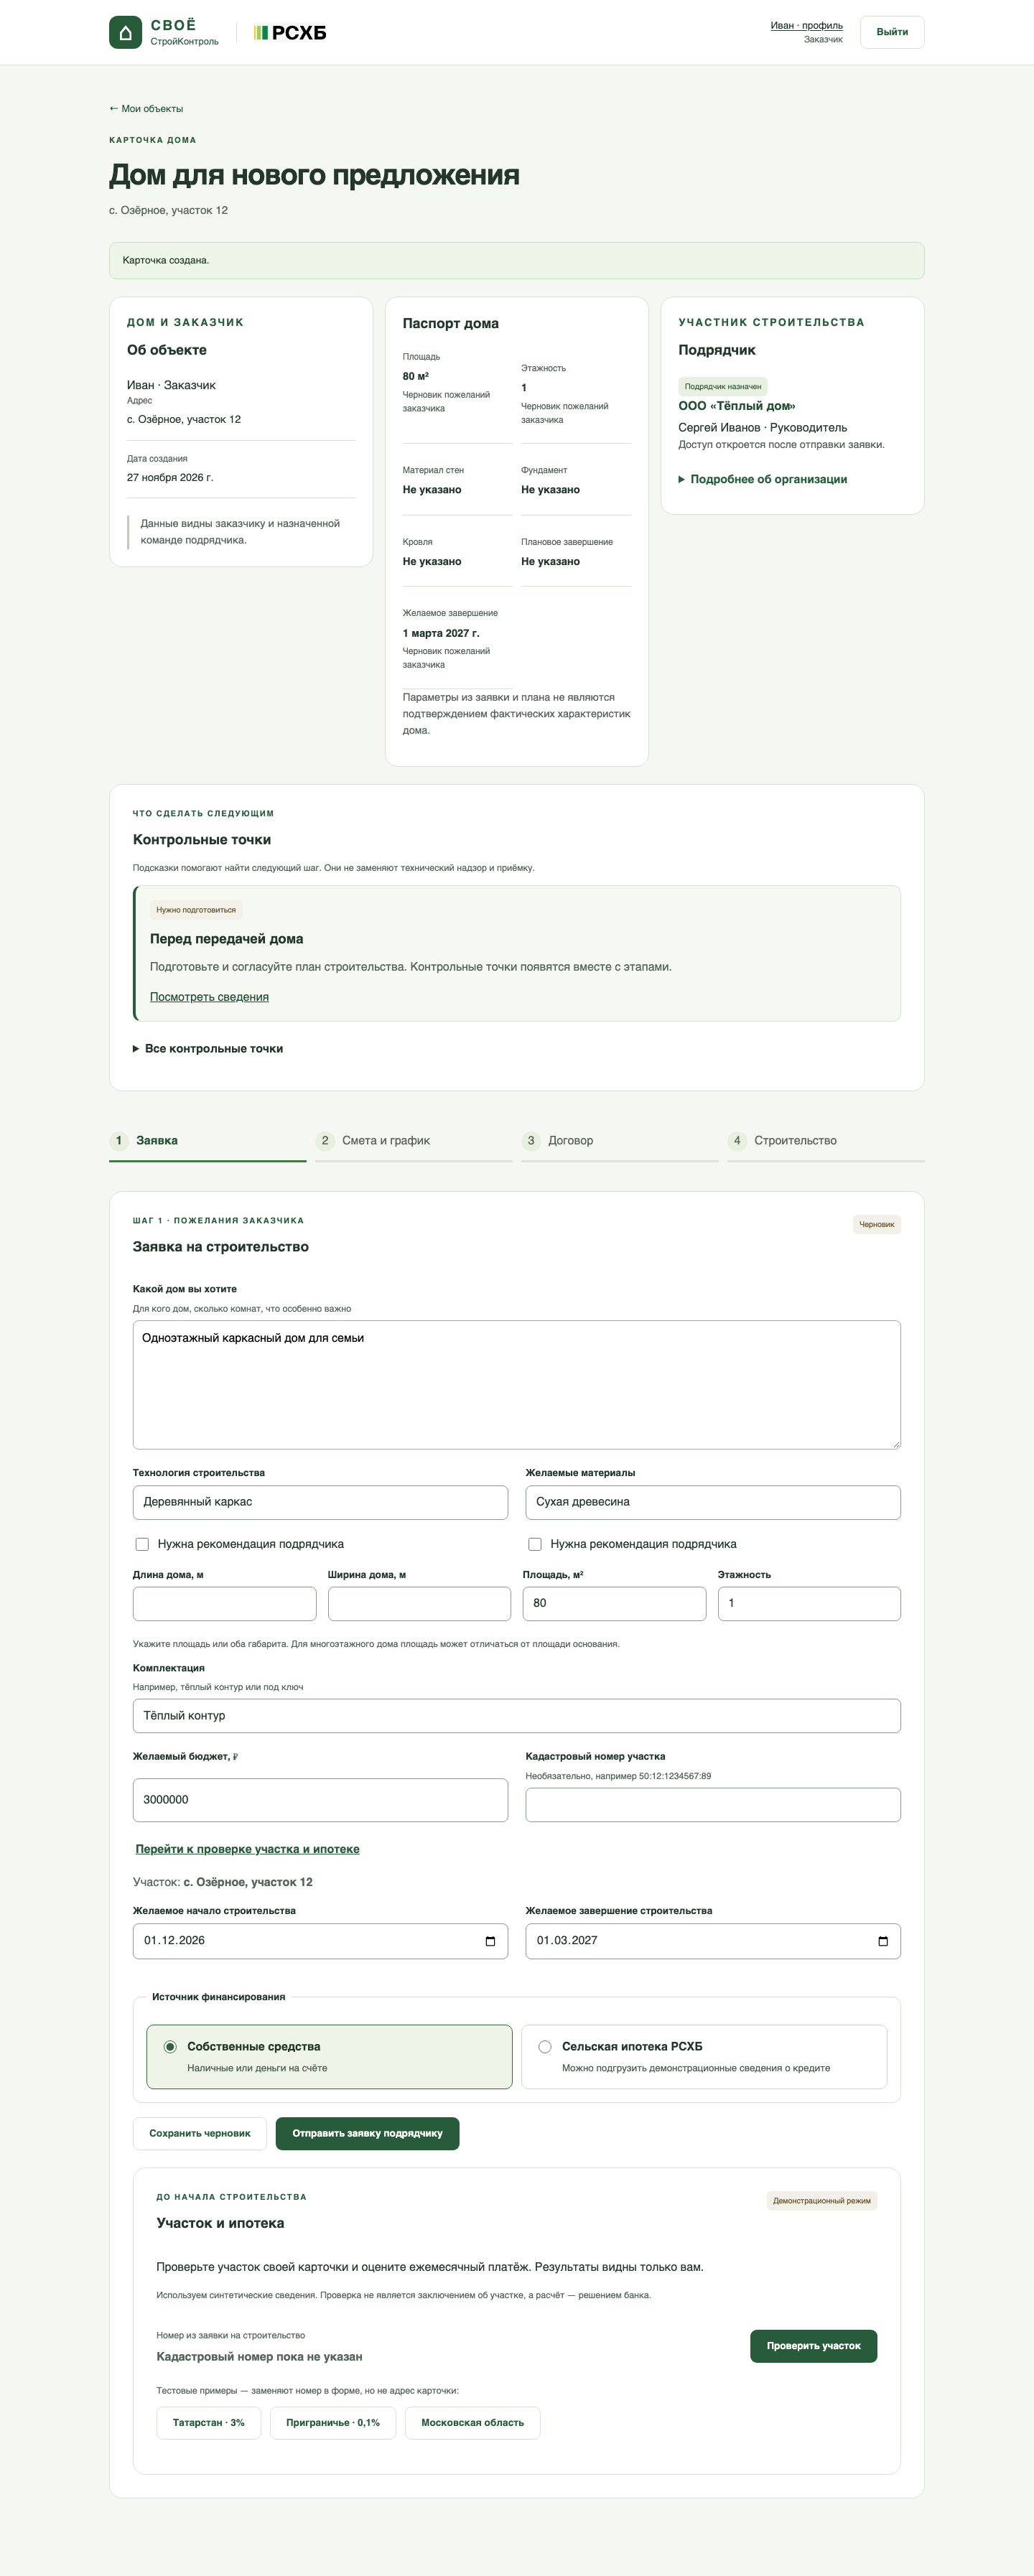 СВОЁ
СтройКонтроль
РСХБ
Иван · профиль
Заказчик
Выйти
← Мои объекты
КАРТОЧКА ДОМА
Дом для нового предложения
с. Озёрное, участок 12
Карточка создана.
ДОМ И ЗАКАЗЧИК
Об объекте
Иван · Заказчик
Адрес
с. Озёрное, участок 12
Дата создания
27 ноября 2026 г.
Данные видны заказчику и назначенной
команде подрядчика.
Паспорт дома
Площадь
80 м²
Черновик пожеланий
заказчика
Этажность
1
Черновик пожеланий
заказчика
Материал стен
Не указано
Фундамент
Не указано
Кровля
Не указано
Плановое завершение
Не указано
Желаемое завершение
1 марта 2027 г.
Черновик пожеланий
заказчика
Параметры из заявки и плана не являются
подтверждением фактических характеристик
дома.
УЧАСТНИК СТРОИТЕЛЬСТВА
Подрядчик
Подрядчик назначен
ООО «Тёплый дом»
Сергей Иванов · Руководитель
Доступ откроется после отправки заявки.
▶ Подробнее об организации
ЧТО СДЕЛАТЬ СЛЕДУЮЩИМ
Контрольные точки
Подсказки помогают найти следующий шаг. Они не заменяют технический надзор и приёмку.
Нужно подготовиться
Перед передачей дома
Подготовьте и согласуйте план строительства. Контрольные точки появятся вместе с этапами.
Посмотреть сведения
▶ Все контрольные точки
1 Заявка
2 Смета и график
3 Договор
4 Строительство
ШАГ 1 · ПОЖЕЛАНИЯ ЗАКАЗЧИКА
Черновик
Заявка на строительство
Какой дом вы хотите
Для кого дом, сколько комнат, что особенно важно
Одноэтажный каркасный дом для семьи
Технология строительства
Желаемые материалы
Деревянный каркас
Сухая древесина
Нужна рекомендация подрядчика
Нужна рекомендация подрядчика
Длина дома, м
Ширина дома, м
Площадь, м²
Этажность
80
1
Укажите площадь или оба габарита. Для многоэтажного дома площадь может отличаться от площади основания.
Комплектация
Например, тёплый контур или под ключ
Тёплый контур
Желаемый бюджет, ₽
Кадастровый номер участка
Необязательно, например 50:12:1234567:89
3000000
Перейти к проверке участка и ипотеке
Участок: с. Озёрное, участок 12
Желаемое начало строительства
Желаемое завершение строительства
01.12.2026
01.03.2027
Источник финансирования
Собственные средства
Наличные или деньги на счёте
Сельская ипотека РСХБ
Можно подгрузить демонстрационные сведения о кредите
Сохранить черновик
Отправить заявку подрядчику
ДО НАЧАЛА СТРОИТЕЛЬСТВА
Демонстрационный режим
Участок и ипотека
Проверьте участок своей карточки и оцените ежемесячный платёж. Результаты видны только вам.
Используем синтетические сведения. Проверка не является заключением об участке, а расчёт — решением банка.
Номер из заявки на строительство
Кадастровый номер пока не указан
Проверить участок
Тестовые примеры — заменяют номер в форме, но не адрес карточки:
Татарстан · 3%
Приграничье · 0,1%
Московская область